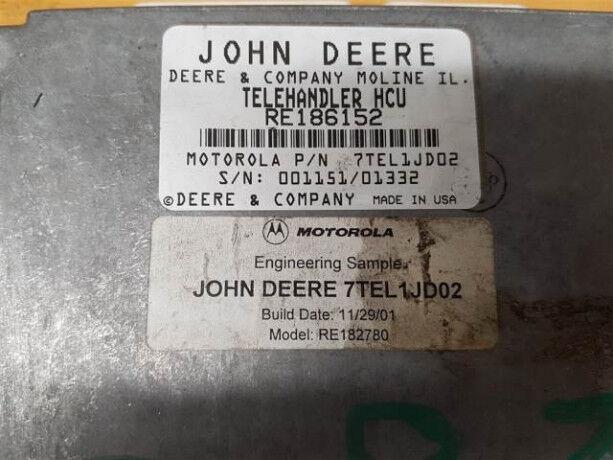 JOHN DEERE
DEERE & COMPANY MOLINE IL.
TELEHANDLER HCU
RE186152
MOTOROLA P/N 7TEL1JD02
S/N: 001151/01332
©DEERE & COMPANY MADE IN USA
MOTOROLA
Engineering Sample
JOHN DEERE 7TEL1JD02
Build Date: 11/29/01
Model: RE182780